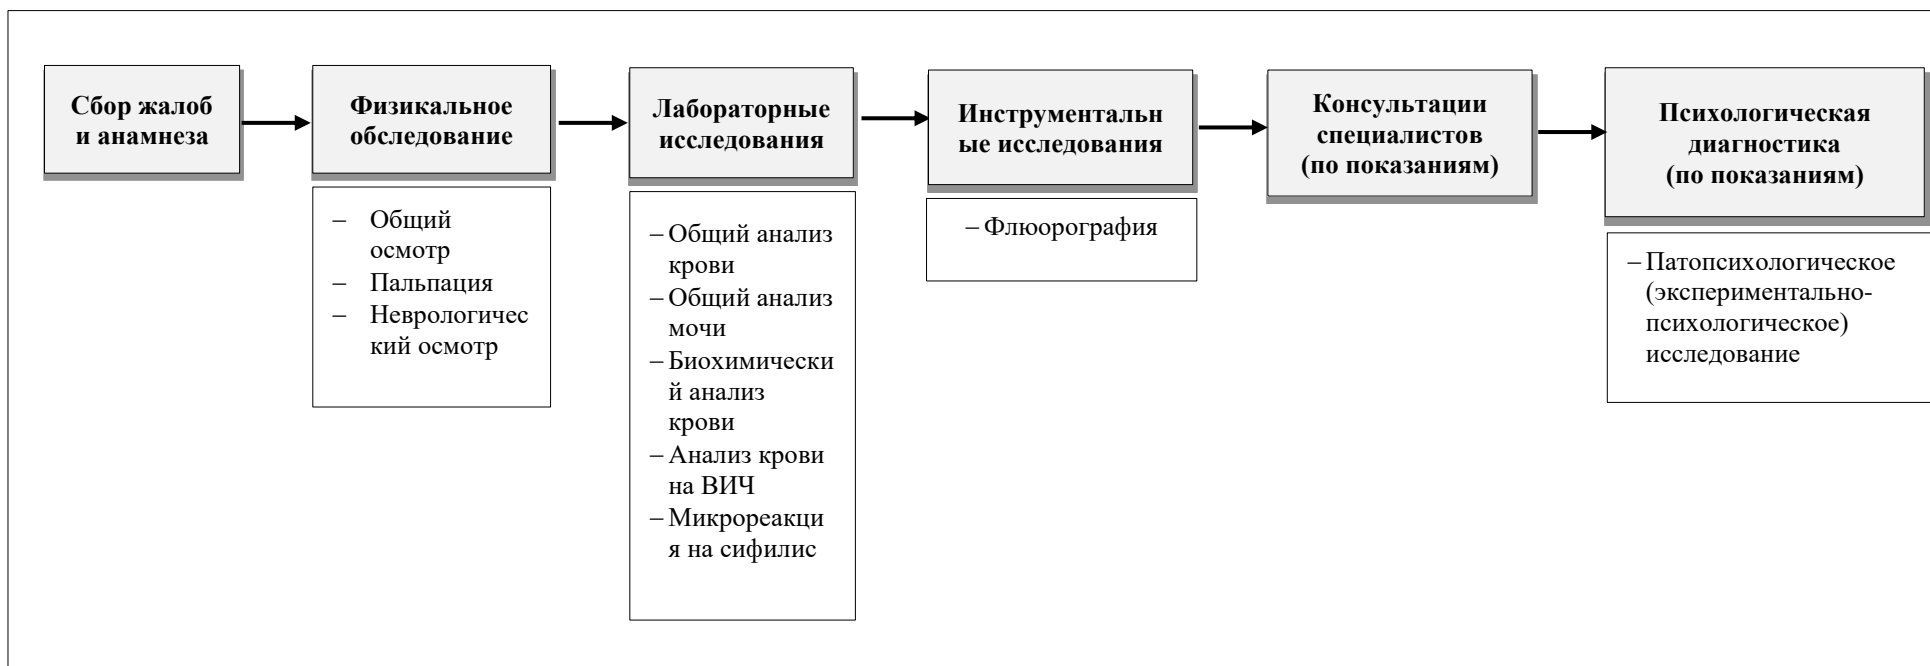 Сбор жалоб
и анамнеза
Физикальное
обследование
– Общий
осмотр
– Пальпация
– Неврологичес
кий осмотр
Лабораторные
исследования
– Общий анализ
крови
– Общий анализ
мочи
– Биохимически
й анализ
крови
– Анализ крови
на ВИЧ
– Микрореакци
я на сифилис
Инструментальн
ые исследования
– Флюорография
Консультации
специалистов
(по показаниям)
Психологическая
диагностика
(по показаниям)
– Патопсихологическое
(экспериментально-
психологическое)
исследование